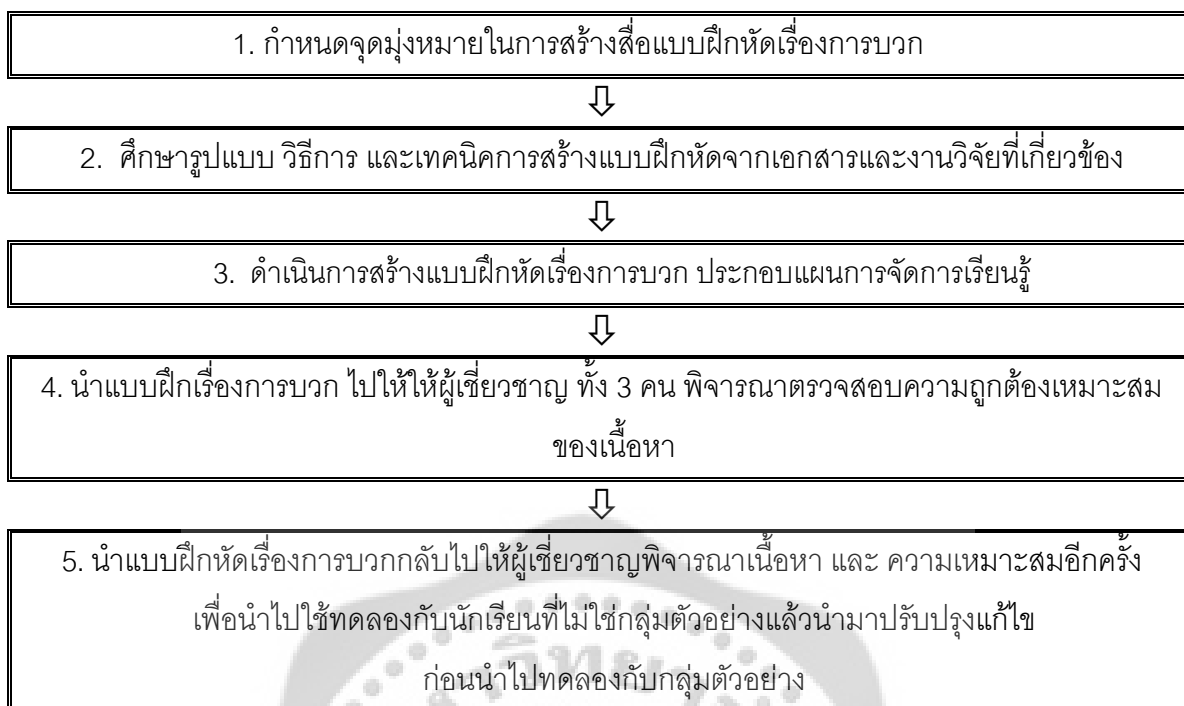 1. กำหนดจุดมุ่งหมายในการสร้างสื่อแบบฝึกหัดเรื่องการบวก
⇩
2. ศึกษารูปแบบ วิธีการ และเทคนิคการสร้างแบบฝึกหัดจากเอกสารและงานวิจัยที่เกี่ยวข้อง
⇩
3. ดำเนินการสร้างแบบฝึกหัดเรื่องการบวก ประกอบแผนการจัดการเรียนรู้
⇩
4. นำแบบฝึกเรื่องการบวก ไปให้ให้ผู้เชี่ยวชาญ ทั้ง 3 คน พิจารณาตรวจสอบความถูกต้องเหมาะสม
ของเนื้อหา
⇩
5. นำแบบฝึกหัดเรื่องการบวกกลับไปให้ผู้เชี่ยวชาญพิจารณาเนื้อหา และ ความเหมาะสมอีกครั้ง
เพื่อนำไปใช้ทดลองกับนักเรียนที่ไม่ใช่กลุ่มตัวอย่างแล้วนำมาปรับปรุงแก้ไข
ก่อนนำไปทดลองกับกลุ่มตัวอย่าง